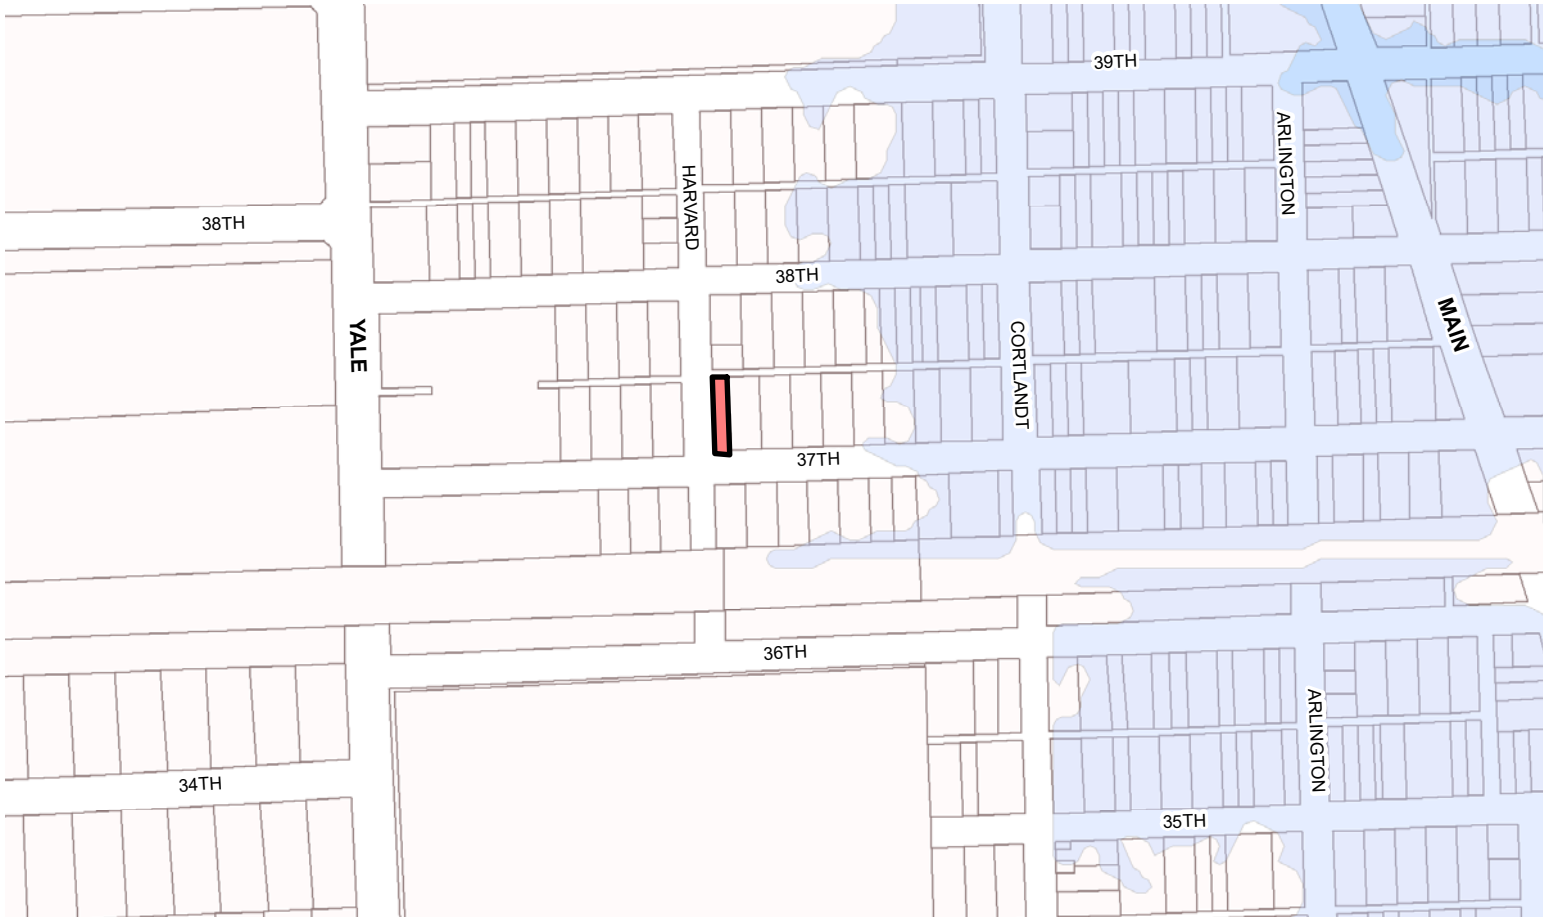 39TH
ARLINGTON
HARVARD
38TH
38TH
MAIN
YALE
CORTLANDT
37TH
36TH
ARLINGTON
34TH
35TH